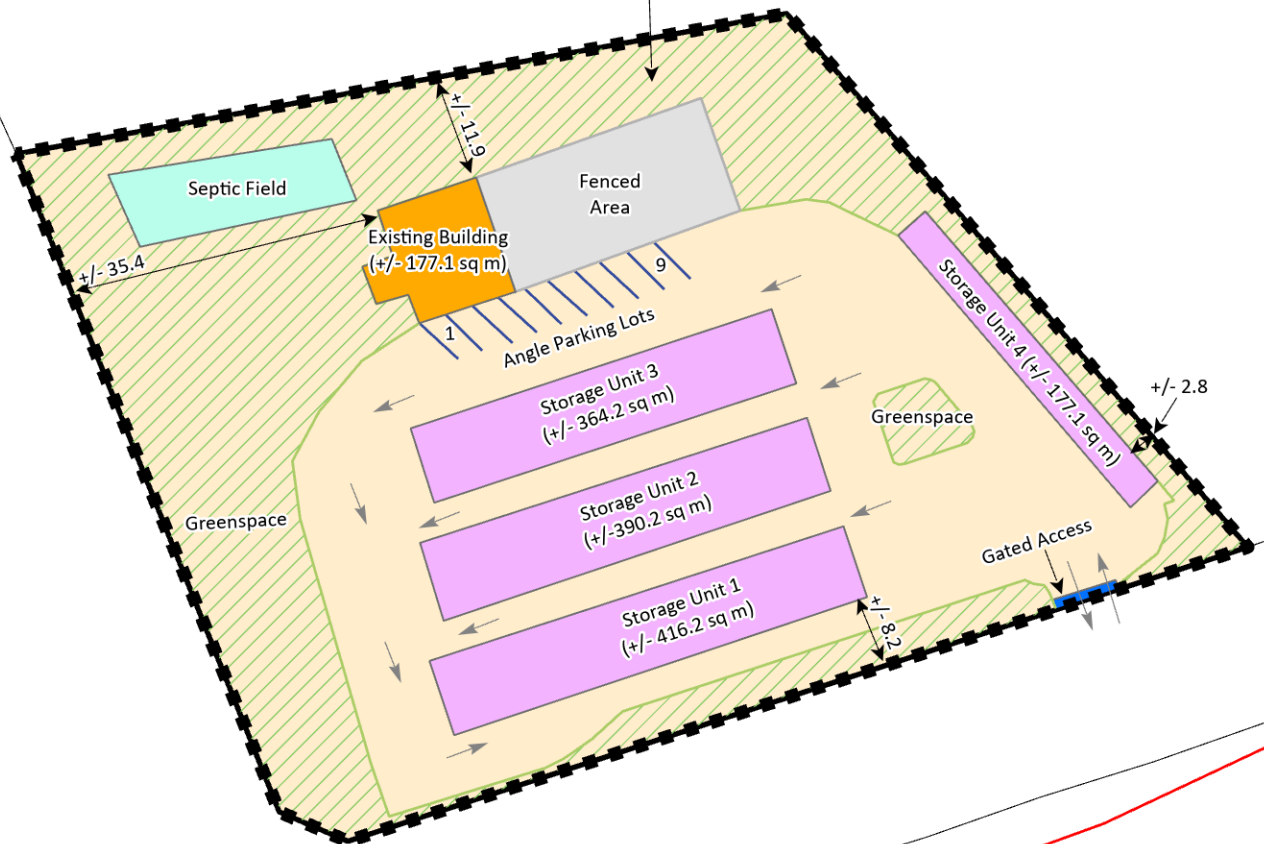 +/- 11.9
Septic Field
Fenced
Area
Existing Building
(+/- 177.1 sq m)
+/- 35.4
9
1
Angle Parking Lots
Storage Unit 4 (+/- 177.1 sq m)
+/- 2.8
Storage Unit 3
(+/- 364.2 sq m)
Greenspace
Storage Unit 2
(+/-390.2 sq m)
Greenspace
Gated Access
Storage Unit 1
(+/- 416.2 sq m)
+/- 8.2